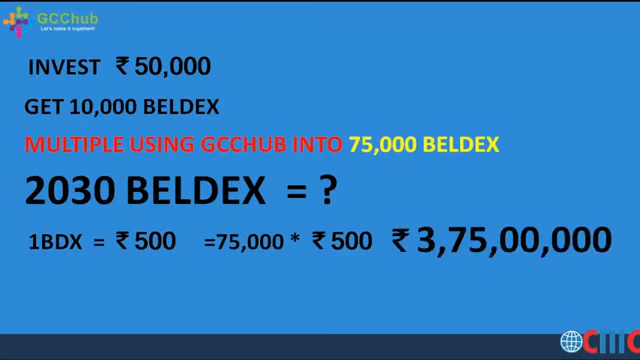 GCChub
Let's make it together!!
INVEST ₹ 50,000
GET 10,000 BELDEX
MULTIPLE USING GCCHUB INTO 75,000 BELDEX
2030 BELDEX = ?
1BDX = ₹ 500 =75,000 * ₹ 500 ₹ 3,75,00,000